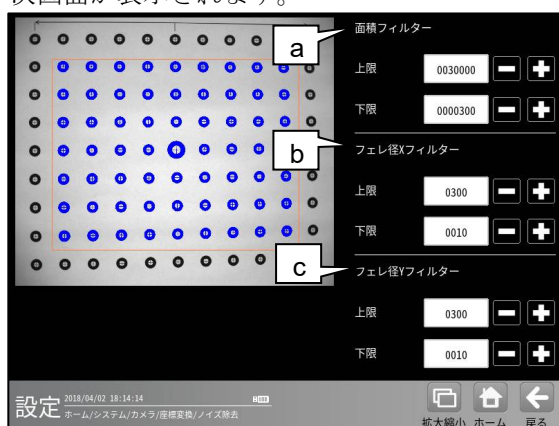 次画面が表示されます。
a
面積フィルター
上限
0030000
下限
0000300
b
フェレ径Xフィルター
上限
0300
下限
0010
c
フェレ径Yフィルター
上限
0300
下限
0010
設定
2018/04/02 18:14:14
ホーム/システム/カメラ/座標変換/ノイズ除去
拡大縮小 ホーム 戻る